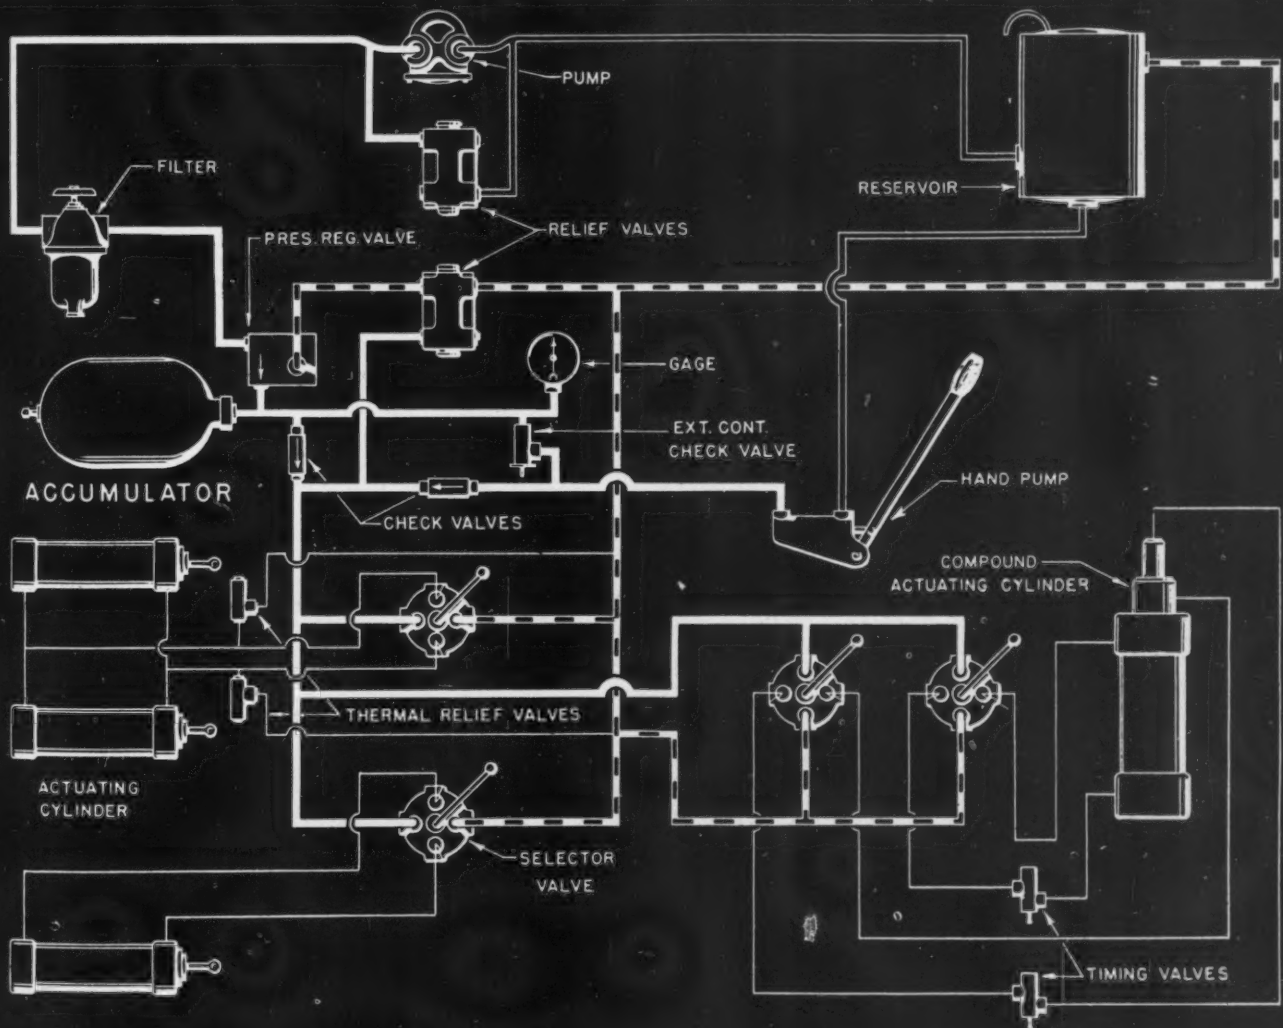 PUMP
FILTER
RESERVOIR
PRES. REG. VALVE
RELIEF VALVES
GAGE
EXT. CONT.
CHECK VALVE
ACCUMULATOR
HAND PUMP
CHECK VALVES
COMPOUND
ACTUATING CYLINDER
THERMAL RELIEF VALVES
ACTUATING
CYLINDER
SELECTOR
VALVE
TIMING VALVES